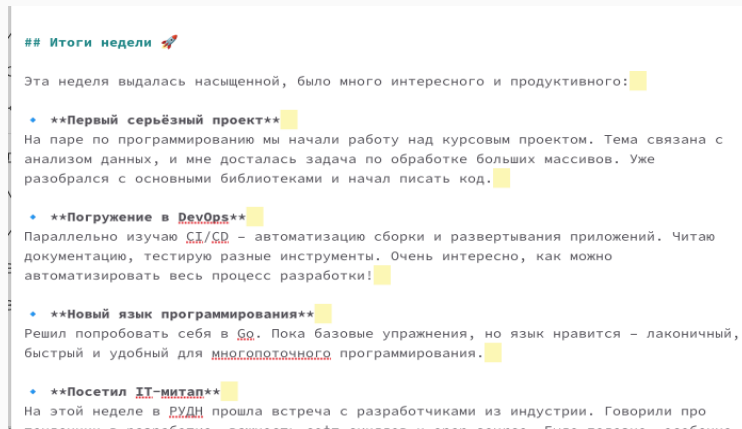 ## Итоги недели 🚀
Эта неделя выдалась насыщенной, было много интересного и продуктивного:
🔹 **Первый серьёзный проект**
На паре по программированию мы начали работу над курсовым проектом. Тема связана с
анализом данных, и мне досталась задача по обработке больших массивов. Уже
разобрался с основными библиотеками и начал писать код.
🔹 **Погружение в DevOps**
Параллельно изучаю CI/CD – автоматизацию сборки и развертывания приложений. Читаю
документацию, тестирую разные инструменты. Очень интересно, как можно
автоматизировать весь процесс разработки!
🔹 **Новый язык программирования**
Решил попробовать себя в Go. Пока базовые упражнения, но язык нравится – лаконичный,
быстрый и удобный для многопоточного программирования.
🔹 **Посетил IT-митап**
На этой неделе в РУДН прошла встреча с разработчиками из индустрии. Говорили про